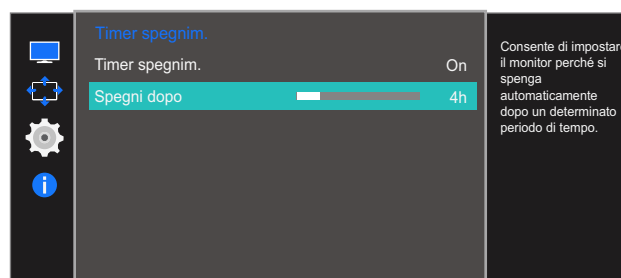 Timer spegnim.
Timer spegnim. On
Spegni dopo 4h
Consente di impostare
il monitor perché si
spenga
automaticamente
dopo un determinato
periodo di tempo.